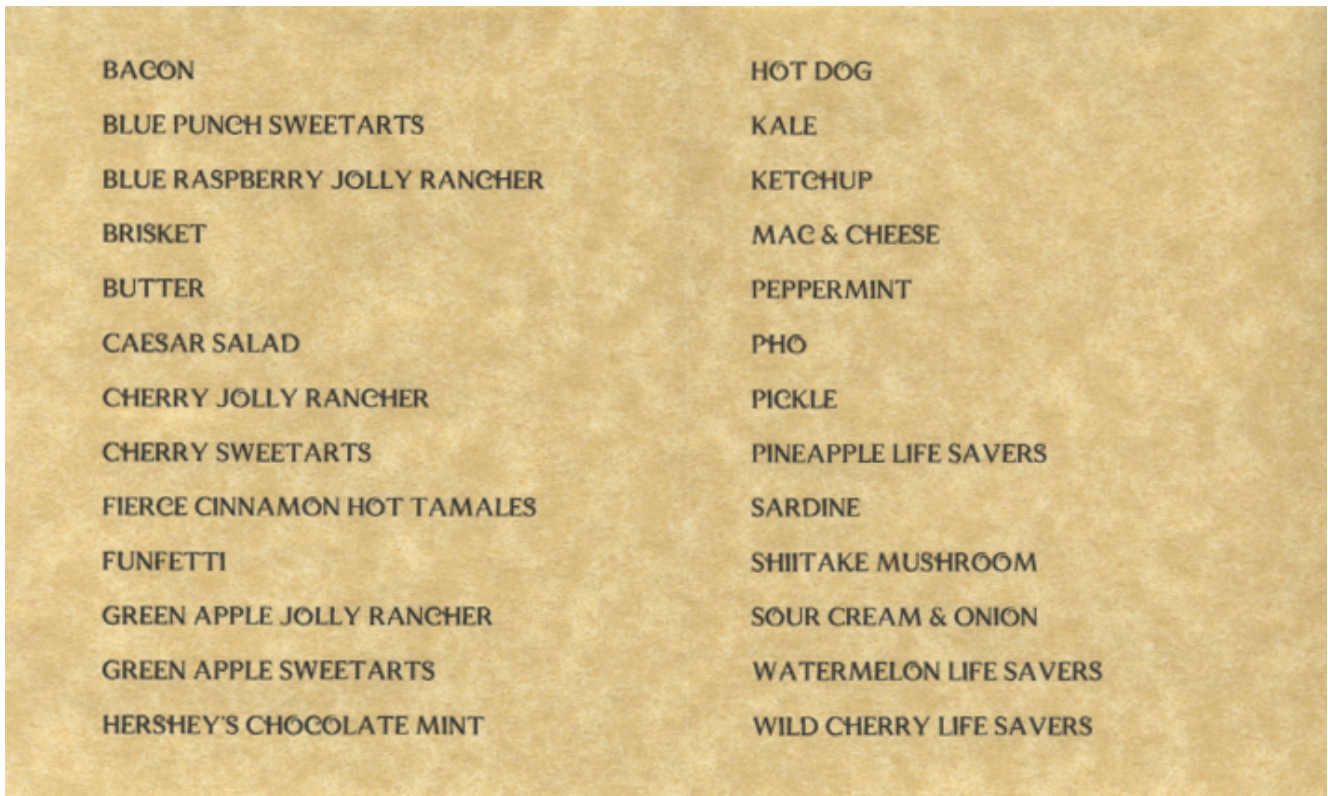 BACON
BLUE PUNCH SWEETARTS
BLUE RASPBERRY JOLLY RANCHER
BRISKET
BUTTER
CAESAR SALAD
CHERRY JOLLY RANCHER
CHERRY SWEETARTS
FIERCE CINNAMON HOT TAMALES
FUNFETTI
GREEN APPLE JOLLY RANCHER
GREEN APPLE SWEETARTS
HERSHEY'S CHOCOLATE MINT
HOT DOG
KALE
KETCHUP
MAC & CHEESE
PEPPERMINT
PHO
PICKLE
PINEAPPLE LIFE SAVERS
SARDINE
SHIITAKE MUSHROOM
SOUR CREAM & ONION
WATERMELON LIFE SAVERS
WILD CHERRY LIFE SAVERS